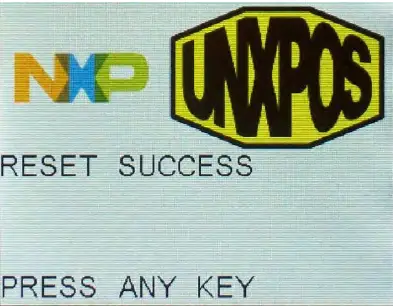 NXP
UNXPOS
RESET SUCCESS
PRESS ANY KEY